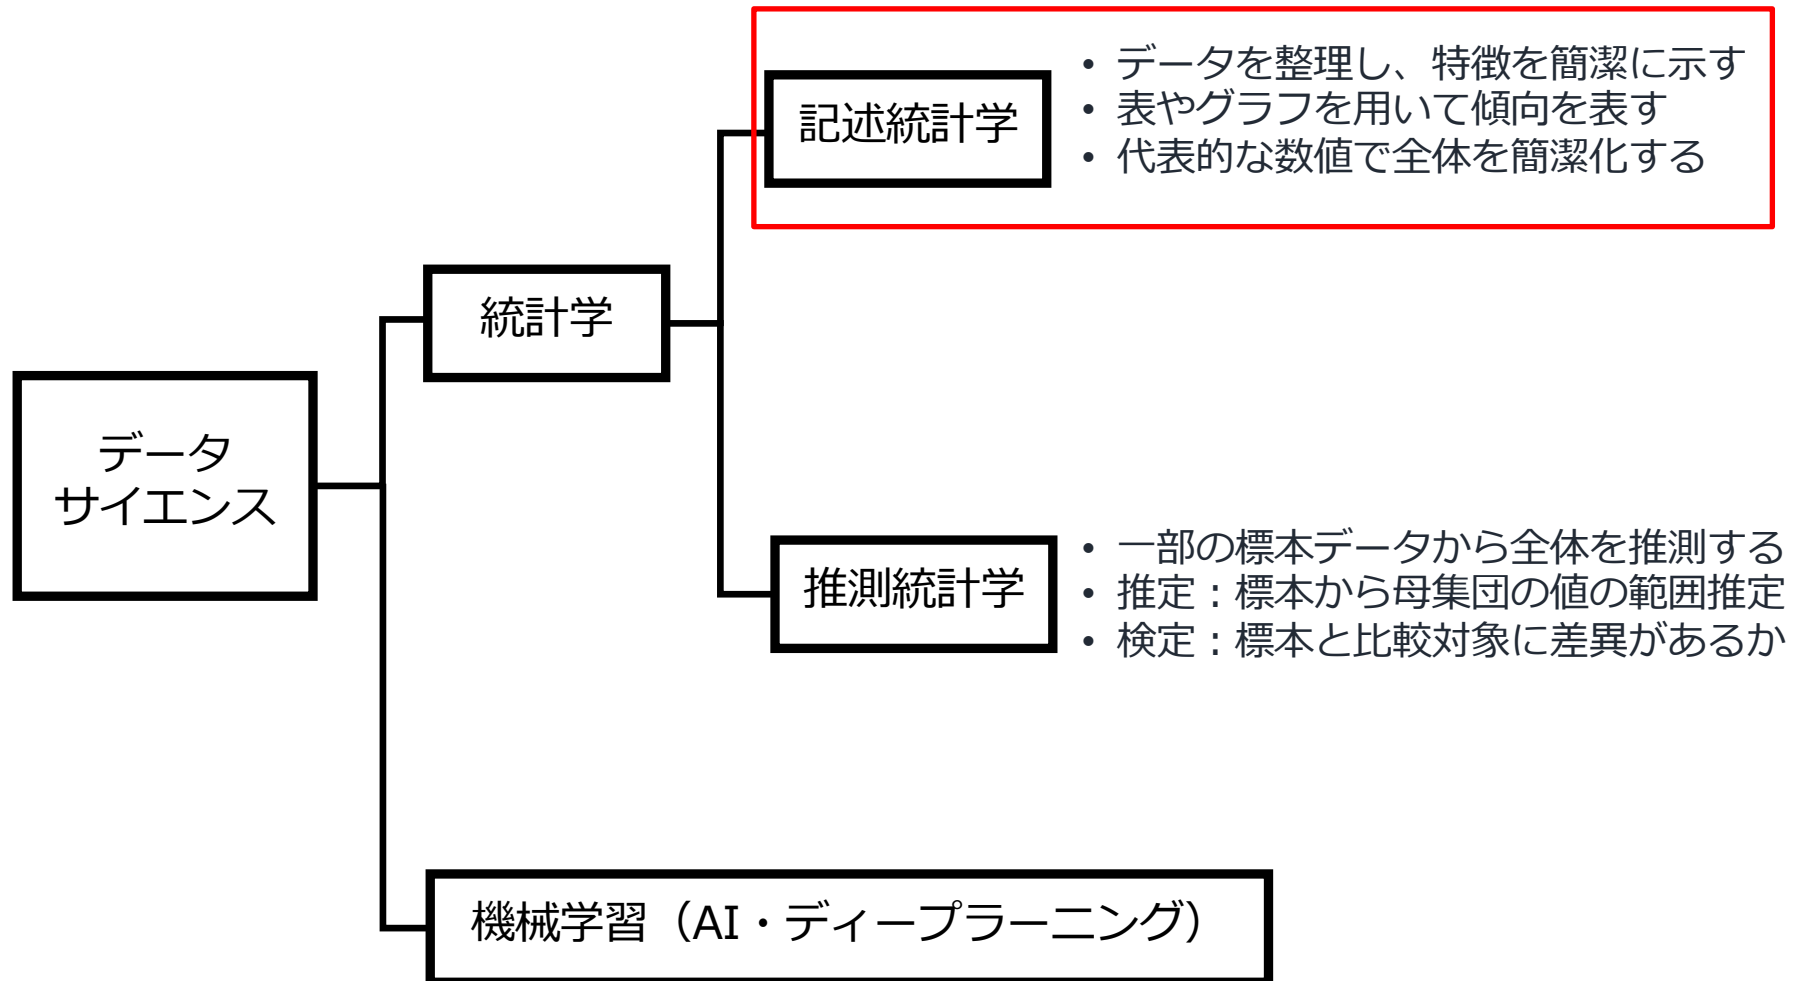 記述統計学
• データを整理し、特徴を簡潔に示す
• 表やグラフを用いて傾向を表す
• 代表的な数値で全体を簡潔化する
統計学
データ
サイエンス
推測統計学
• 一部の標本データから全体を推測する
• 推定：標本から母集団の値の範囲推定
• 検定：標本と比較対象に差異があるか
機械学習（AI・ディープラーニング）